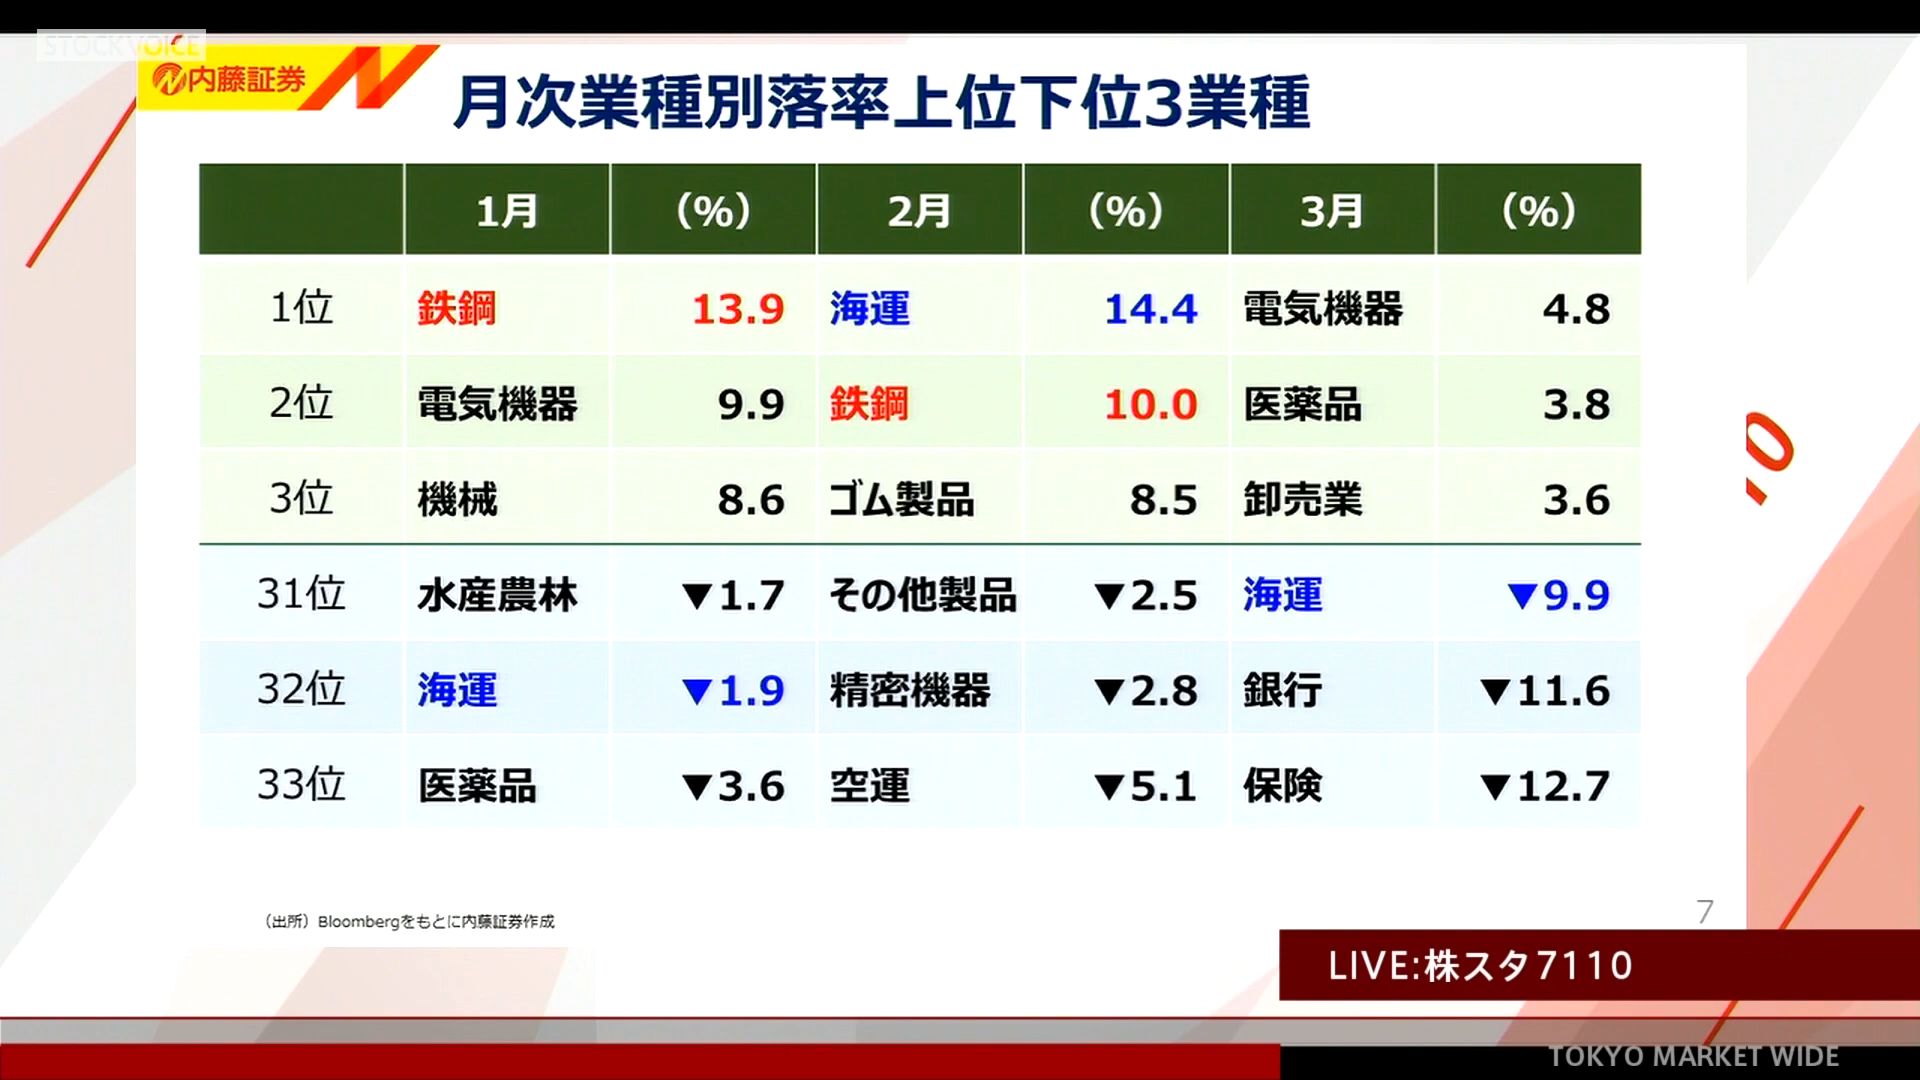 STOCKVOICE
内藤証券
月次業種別落率上位下位3業種
1月 (%) 2月 (%) 3月 (%)
1位 鉄鋼 13.9 海運 14.4 電気機器 4.8
2位 電気機器 9.9 鉄鋼 10.0 医薬品 3.8
3位 機械 8.6 ゴム製品 8.5 卸売業 3.6
31位 水産農林 ▼1.7 その他製品 ▼2.5 海運 ▼9.9
32位 海運 ▼1.9 精密機器 ▼2.8 銀行 ▼11.6
33位 医薬品 ▼3.6 空運 ▼5.1 保険 ▼12.7
（出所）Bloombergをもとに内藤証券作成
7
LIVE:株スタ7110
TOKYO MARKET WIDE